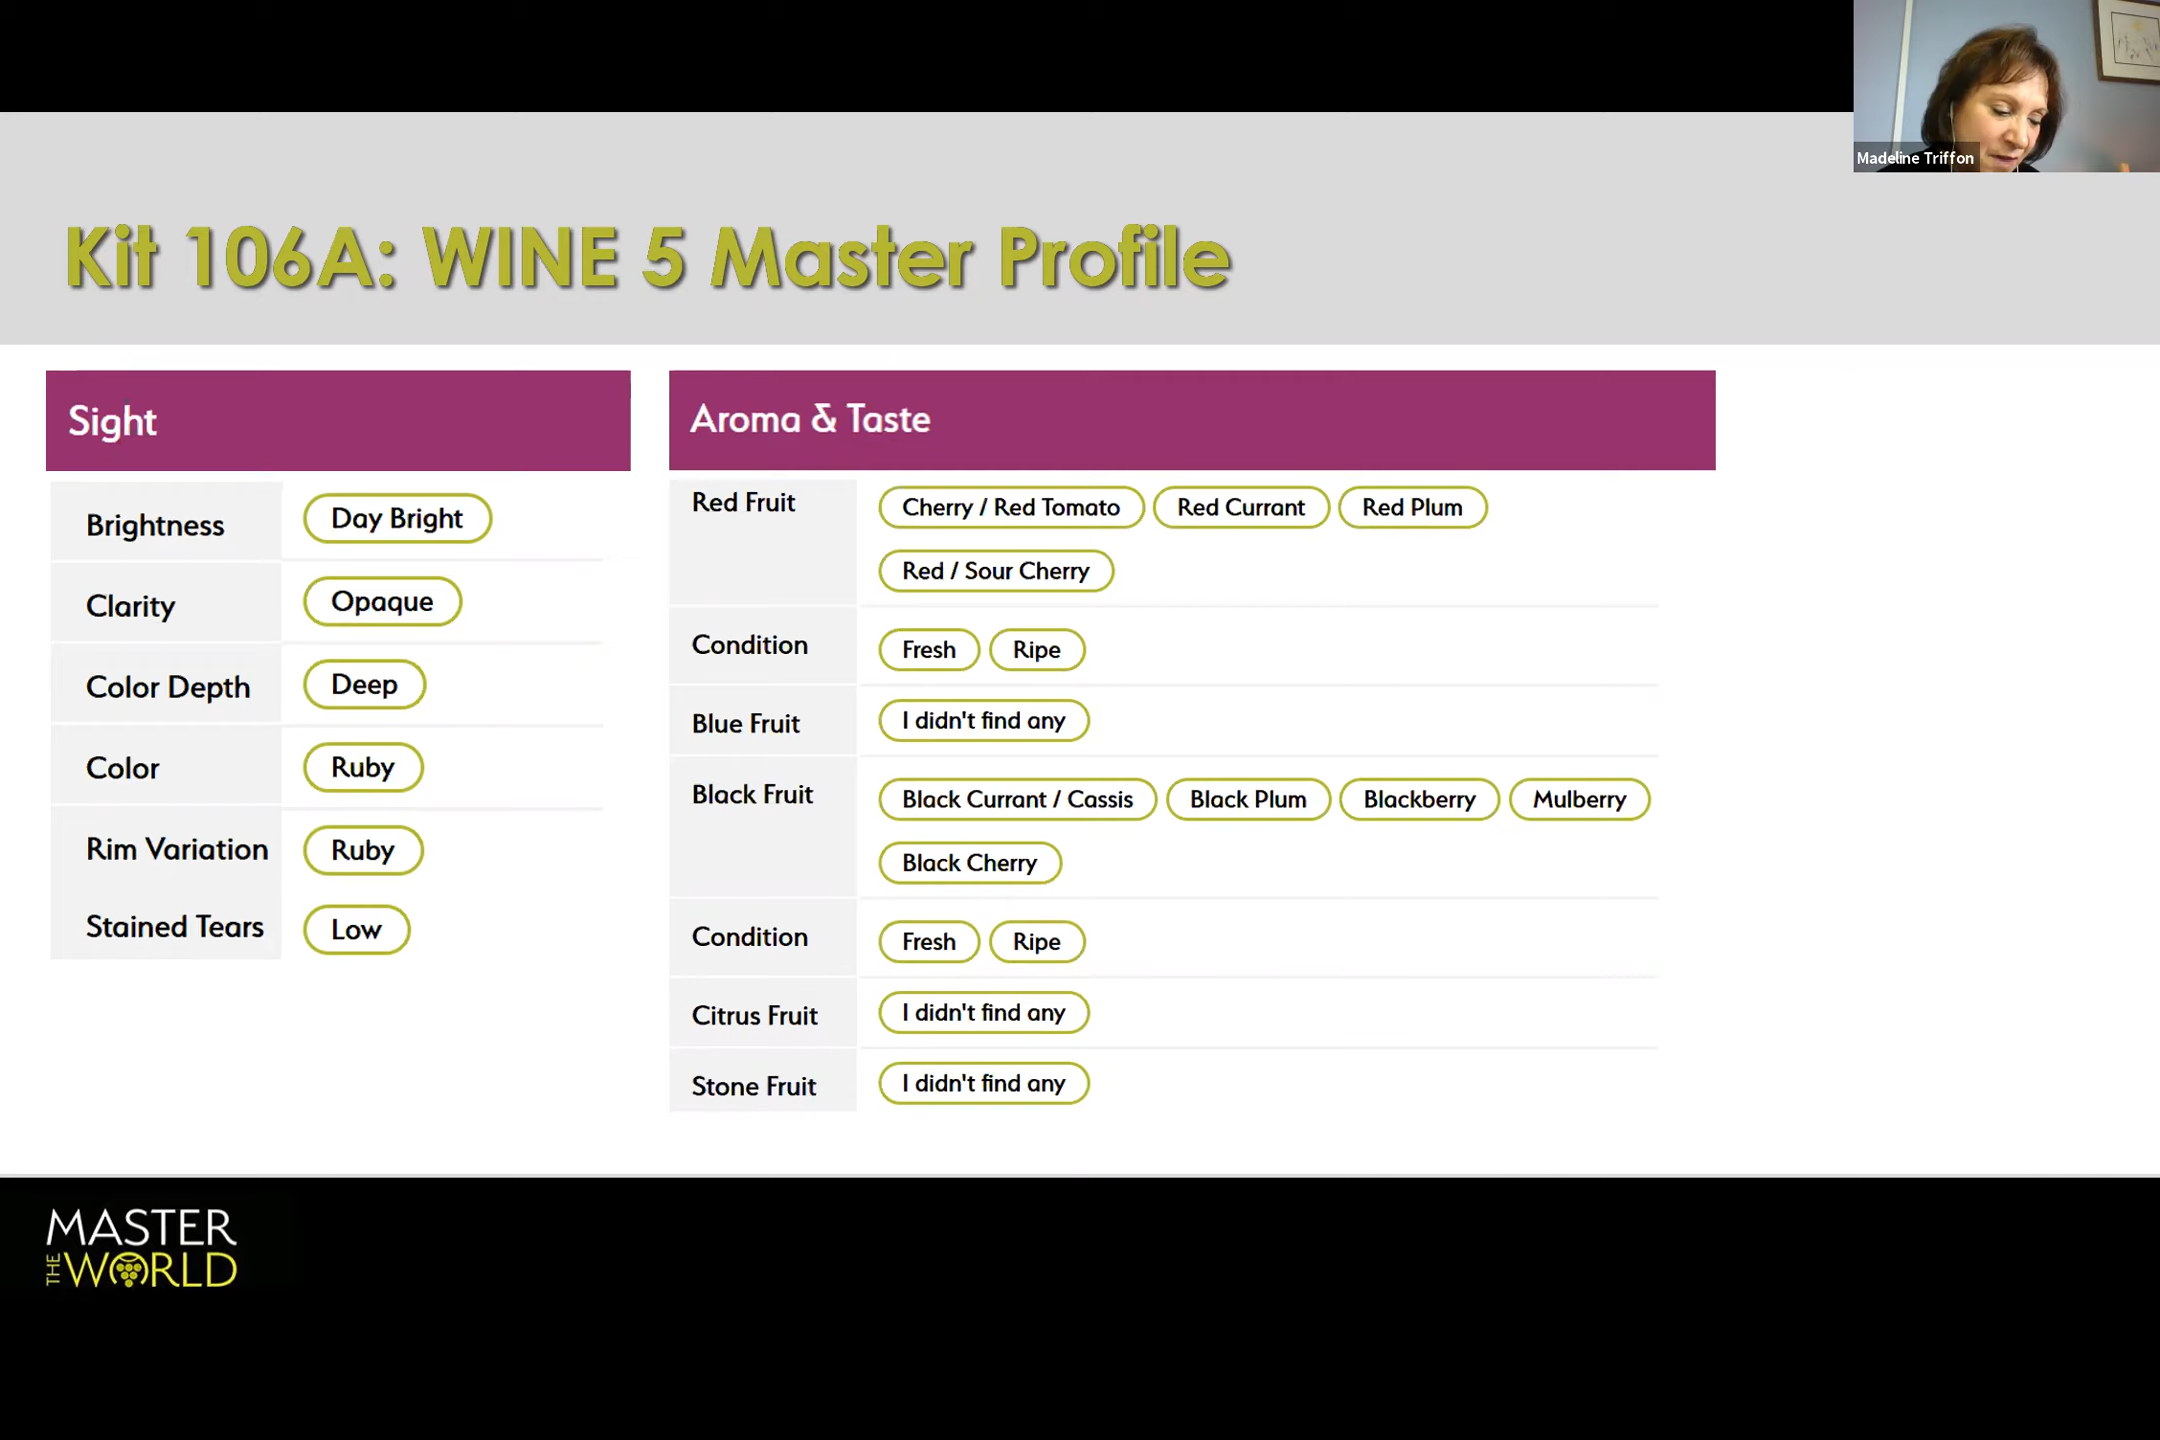 Madeline Triffon
Kit 106A: WINE 5 Master Profile
Sight
Brightness Day Bright
Clarity Opaque
Color Depth Deep
Color Ruby
Rim Variation Ruby
Stained Tears Low
Aroma & Taste
Red Fruit Cherry / Red Tomato Red Currant Red Plum
Red / Sour Cherry
Condition Fresh Ripe
Blue Fruit I didn't find any
Black Fruit Black Currant / Cassis Black Plum Blackberry Mulberry
Black Cherry
Condition Fresh Ripe
Citrus Fruit I didn't find any
Stone Fruit I didn't find any
MASTER
THE WORLD